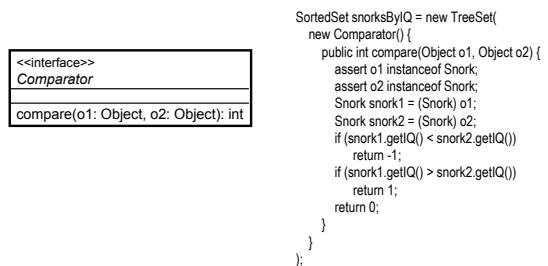 <<interface>>
Comparator
compare(o1: Object, o2: Object): int
SortedSet snorksByIQ = new TreeSet(
new Comparator() {
public int compare(Object o1, Object o2) {
assert o1 instanceof Snork;
assert o2 instanceof Snork;
Snork snork1 = (Snork) o1;
Snork snork2 = (Snork) o2;
if (snork1.getIQ() < snork2.getIQ())
return -1;
if (snork1.getIQ() > snork2.getIQ())
return 1;
return 0;
}
}
);